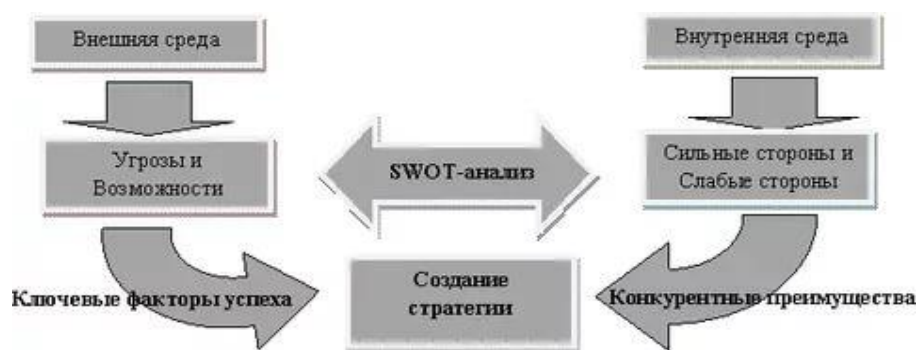 Внешняя среда
Внутренняя среда
Угрозы и
Возможности
SWOT-анализ
Сильные стороны и
Слабые стороны
Создание
стратегии
Ключевые факторы успеха
Конкурентные преимущества